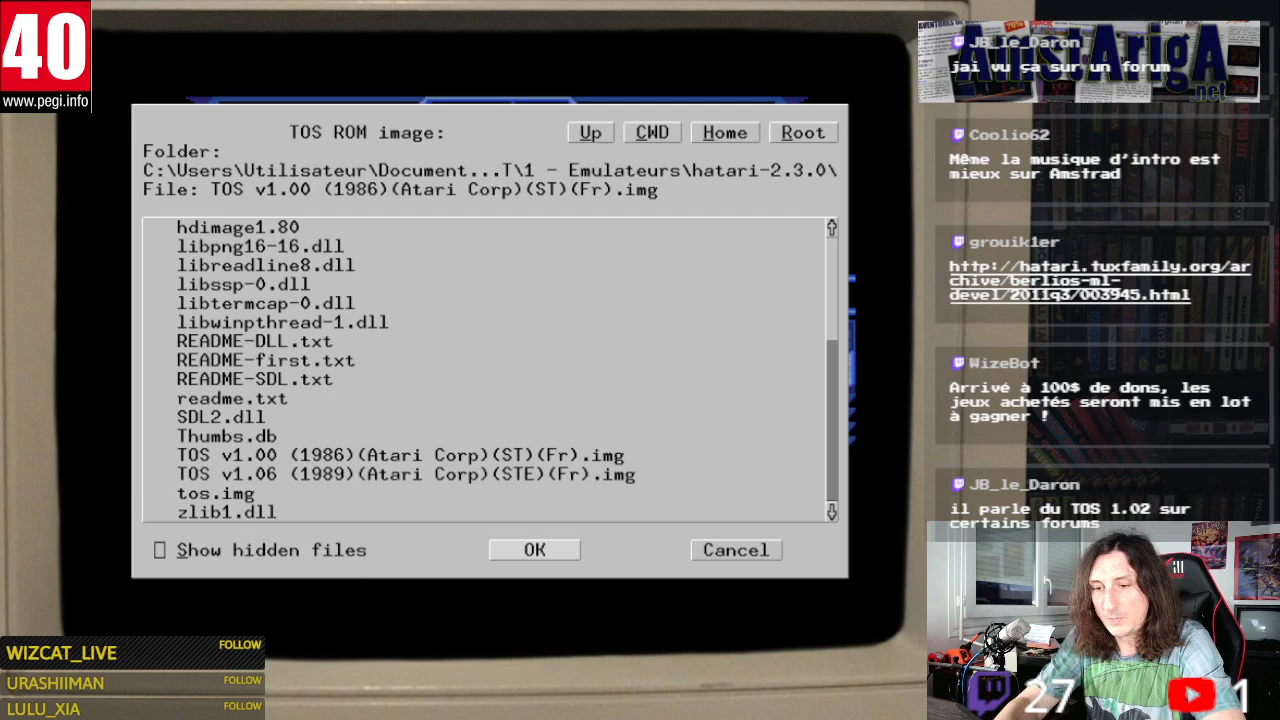 40
www.pegi.info
TOS ROM image:
Up
CWD
Home
Root
Folder:
C:\Users\Utilisateur\Document...T\1 - Emulateurs\hatari-2.3.0\
File: TOS v1.00 (1986)(Atari Corp)(ST)(Fr).img
hdimage1.80
libpng16-16.dll
libreadline8.dll
libssp-0.dll
libtermcap-0.dll
libwinpthread-1.dll
README-DLL.txt
README-first.txt
README-SDL.txt
readme.txt
SDL2.dll
Thumbs.db
TOS v1.00 (1986)(Atari Corp)(ST)(Fr).img
TOS v1.06 (1989)(Atari Corp)(STE)(Fr).img
tos.img
zlib1.dll
Show hidden files
OK
Cancel
WIZCAT_LIVE FOLLOW
URASHIIMAN FOLLOW
LULU_XIA FOLLOW
AmstAriga
.net
JB_le_Daron
jai vu ça sur un forum
Coolio62
Même la musique d'intro est
mieux sur Amstrad
grouik1er
http://hatari.tuxfamily.org/ar
chive/berlios-ml-
devel/2011q3/003945.html
WizeBot
Arrivé à 100$ de dons, les
jeux achetés seront mis en lot
à gagner !
JB_le_Daron
il parle du TOS 1.02 sur
certains forums
27
1